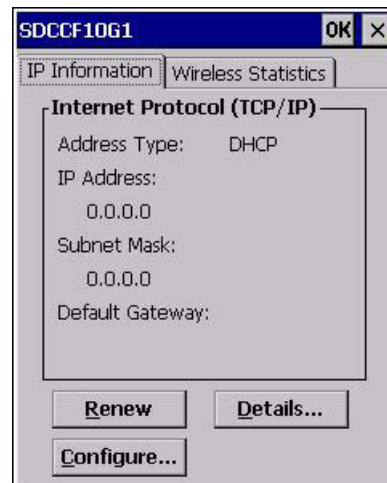 SDCCF10G1 OK ×
IP Information Wireless Statistics
Internet Protocol (TCP/IP)
Address Type: DHCP
IP Address:
0.0.0.0
Subnet Mask:
0.0.0.0
Default Gateway:
Renew Details...
Configure...